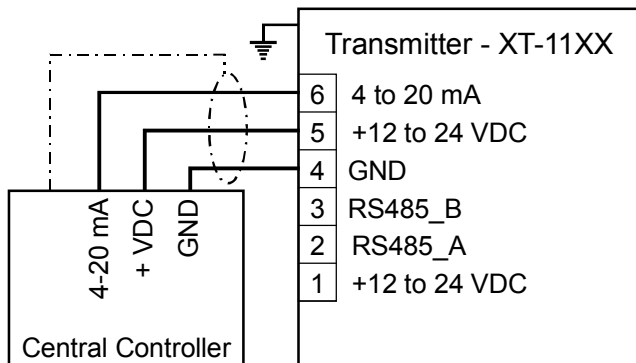 Transmitter - XT-11XX
6 4 to 20 mA
5 +12 to 24 VDC
4 GND
3 RS485_B
2 RS485_A
1 +12 to 24 VDC
4-20 mA
+ VDC
GND
Central Controller